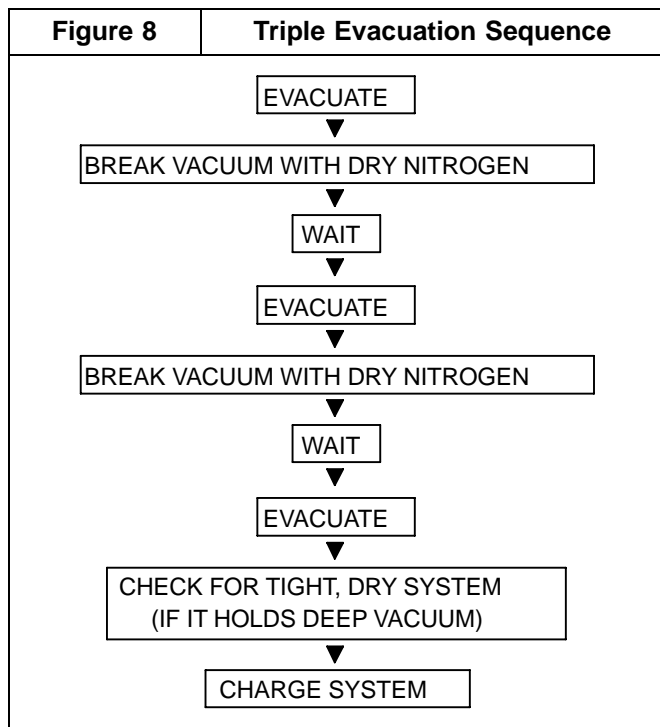 Figure 8 Triple Evacuation Sequence
EVACUATE
BREAK VACUUM WITH DRY NITROGEN
WAIT
EVACUATE
BREAK VACUUM WITH DRY NITROGEN
WAIT
EVACUATE
CHECK FOR TIGHT, DRY SYSTEM
(IF IT HOLDS DEEP VACUUM)
CHARGE SYSTEM